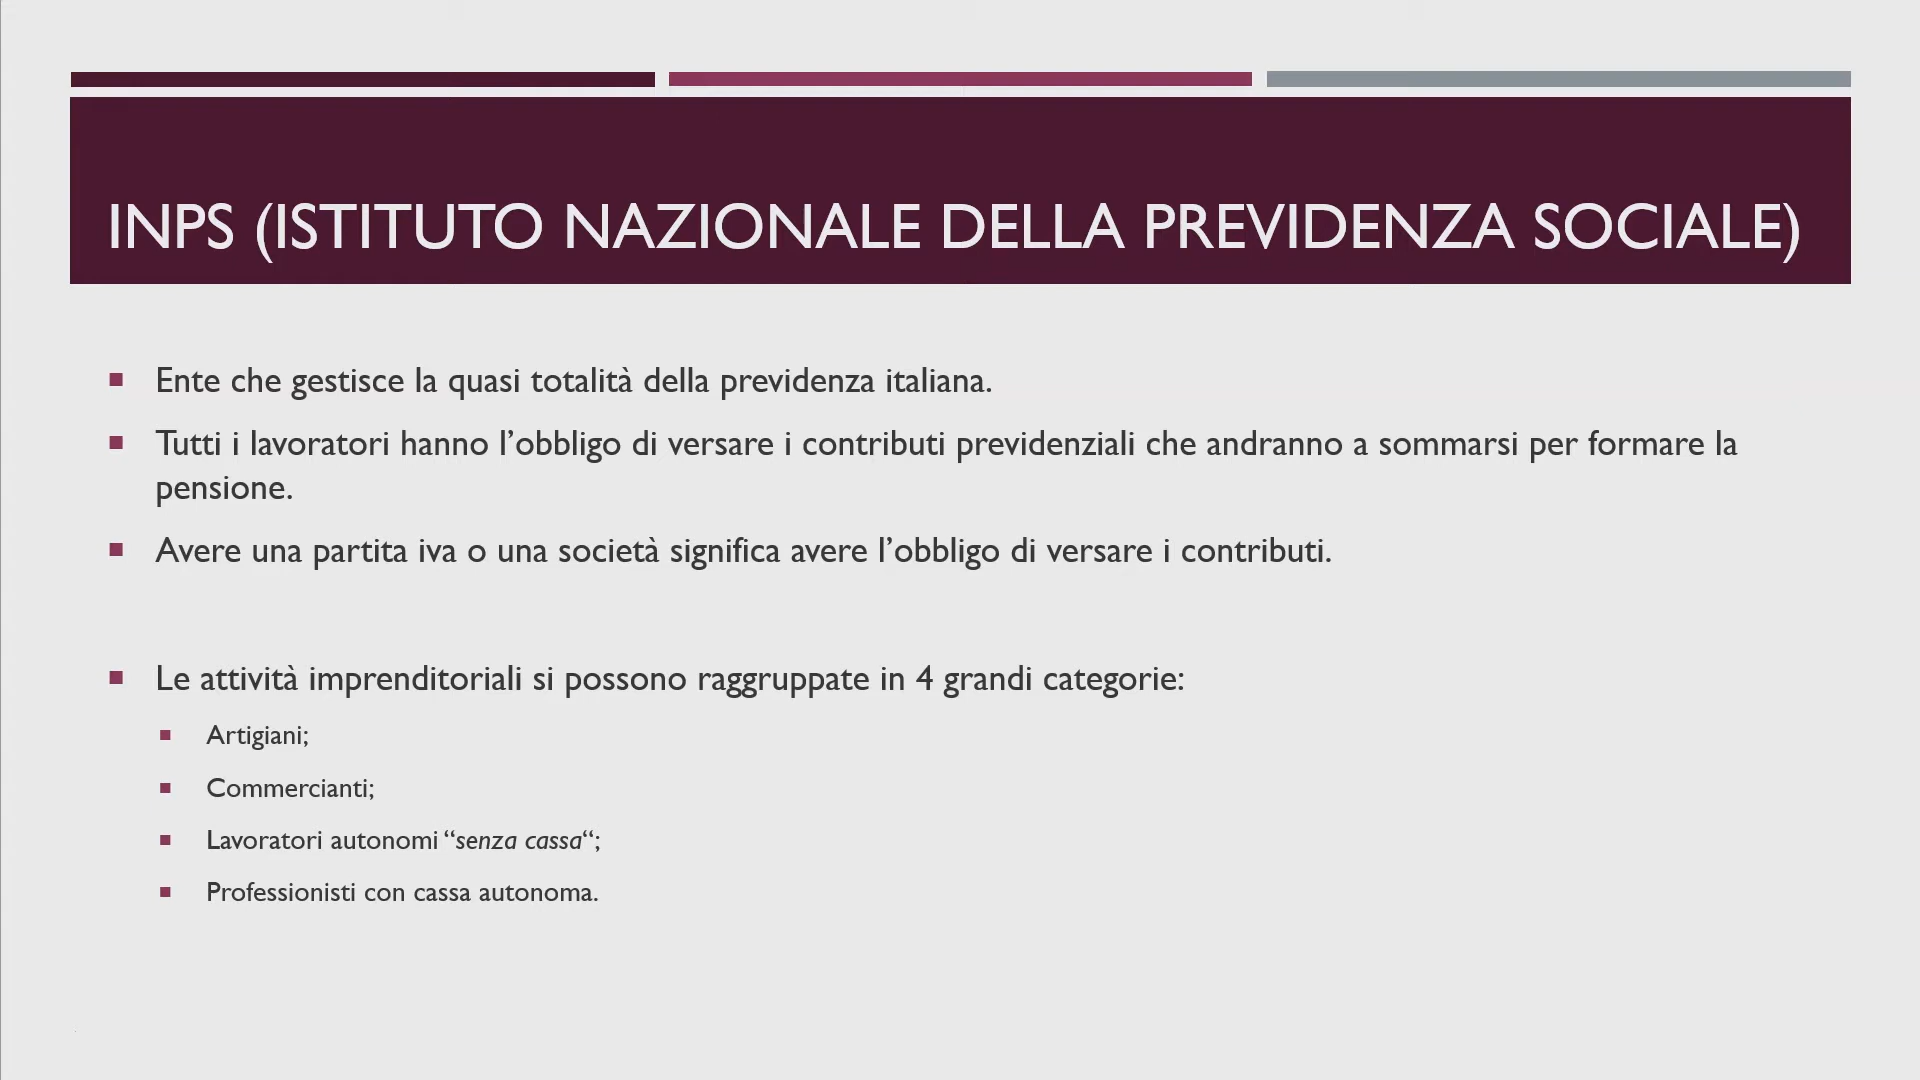 INPS (ISTITUTO NAZIONALE DELLA PREVIDENZA SOCIALE)
Ente che gestisce la quasi totalità della previdenza italiana.
Tutti i lavoratori hanno l’obbligo di versare i contributi previdenziali che andranno a sommarsi per formare la
pensione.
Avere una partita iva o una società significa avere l’obbligo di versare i contributi.
Le attività imprenditoriali si possono raggruppate in 4 grandi categorie:
Artigiani;
Commercianti;
Lavoratori autonomi “senza cassa“;
Professionisti con cassa autonoma.